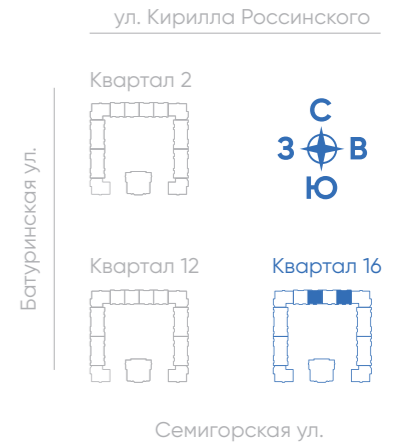 ул. Кирилла Россинского
Квартал 2
С
З В
Ю
Батуринская ул.
Квартал 12
Квартал 16
Семигорская ул.